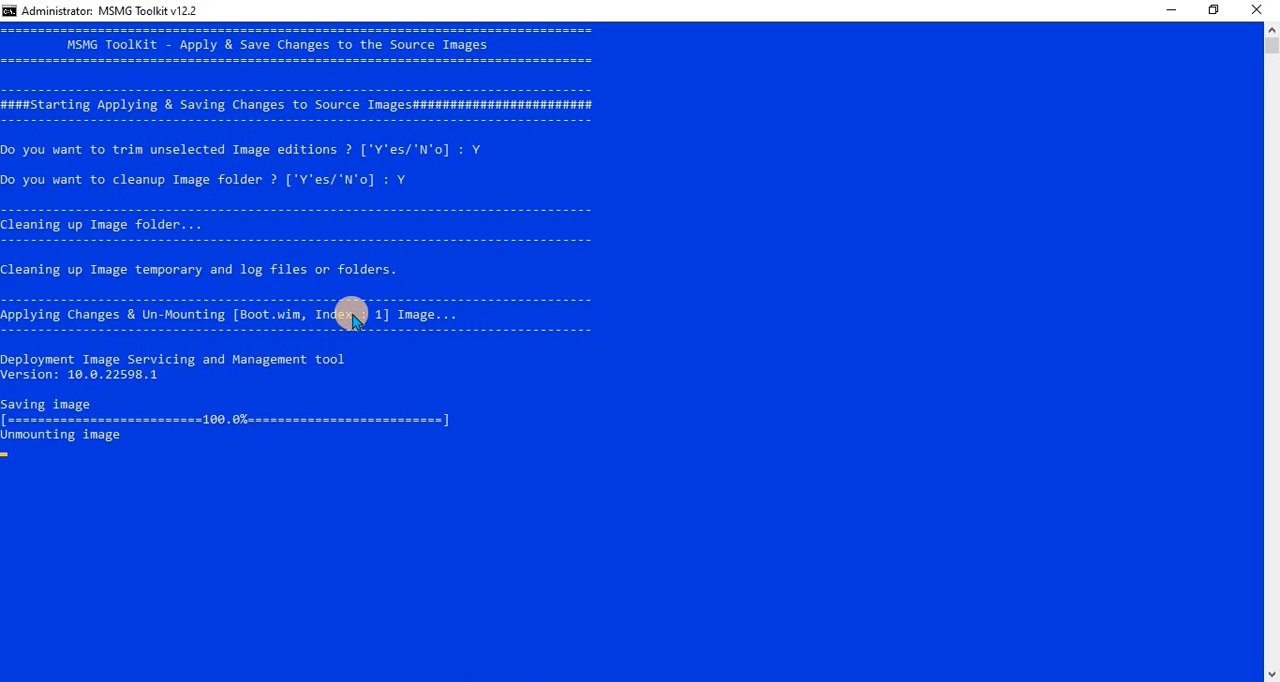 Administrator: MSMG Toolkit v12.2
===============================================================================
MSMG ToolKit - Apply & Save Changes to the Source Images
===============================================================================
-------------------------------------------------------------------------------
####Starting Applying & Saving Changes to Source Images########################
-------------------------------------------------------------------------------
Do you want to trim unselected Image editions ? ['Y'es/'N'o] : Y
Do you want to cleanup Image folder ? ['Y'es/'N'o] : Y
-------------------------------------------------------------------------------
Cleaning up Image folder...
-------------------------------------------------------------------------------
Cleaning up Image temporary and log files or folders.
-------------------------------------------------------------------------------
Applying Changes & Un-Mounting [Boot.wim, Index : 1] Image...
-------------------------------------------------------------------------------
Deployment Image Servicing and Management tool
Version: 10.0.22598.1
Saving image
[==========================100.0%==========================]
Unmounting image